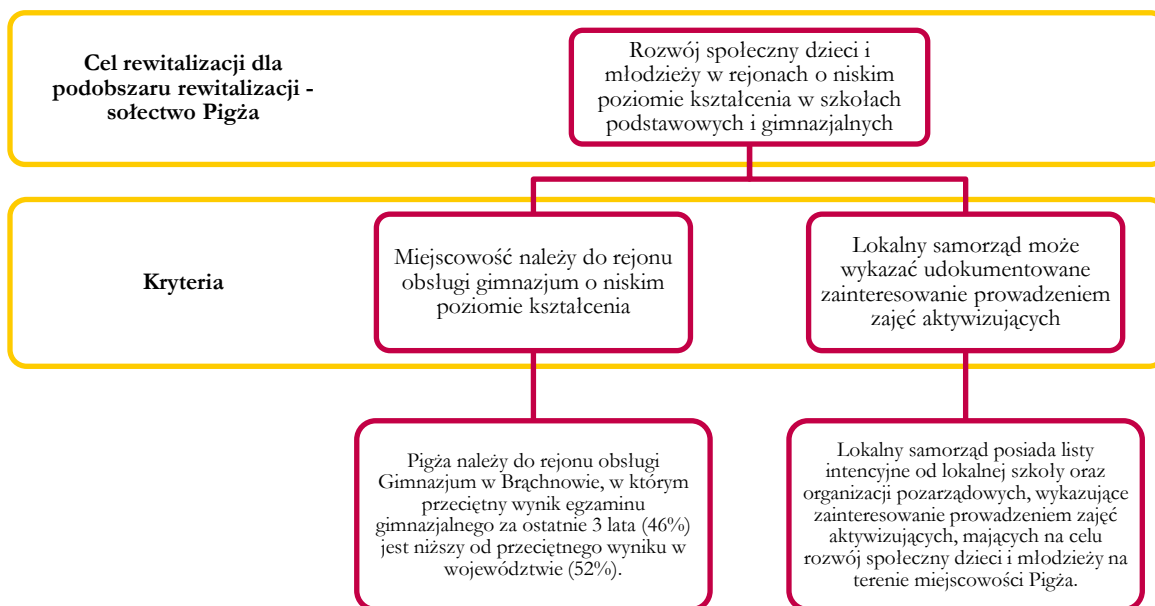 Cel rewitalizacji dla
podobszaru rewitalizacji -
sołectwo Pigża
Rozwój społeczny dzieci i
młodzieży w rejonach o niskim
poziomie kształcenia w szkołach
podstawowych i gimnazjalnych
Kryteria
Miejscowość należy do rejonu
obsługi gimnazjum o niskim
poziomie kształcenia
Lokalny samorząd może
wykazać udokumentowane
zainteresowanie prowadzeniem
zajęć aktywizujących
Pigża należy do rejonu obsługi
Gimnazjum w Brąchnowie, w którym
przeciętny wynik egzaminu
gimnazjalnego za ostatnie 3 lata (46%)
jest niższy od przeciętnego wyniku w
województwie (52%).
Lokalny samorząd posiada listy
intencyjne od lokalnej szkoły oraz
organizacji pozarządowych, wykazujące
zainteresowanie prowadzeniem zajęć
aktywizujących, mających na celu
rozwój społeczny dzieci i młodzieży na
terenie miejscowości Pigża.